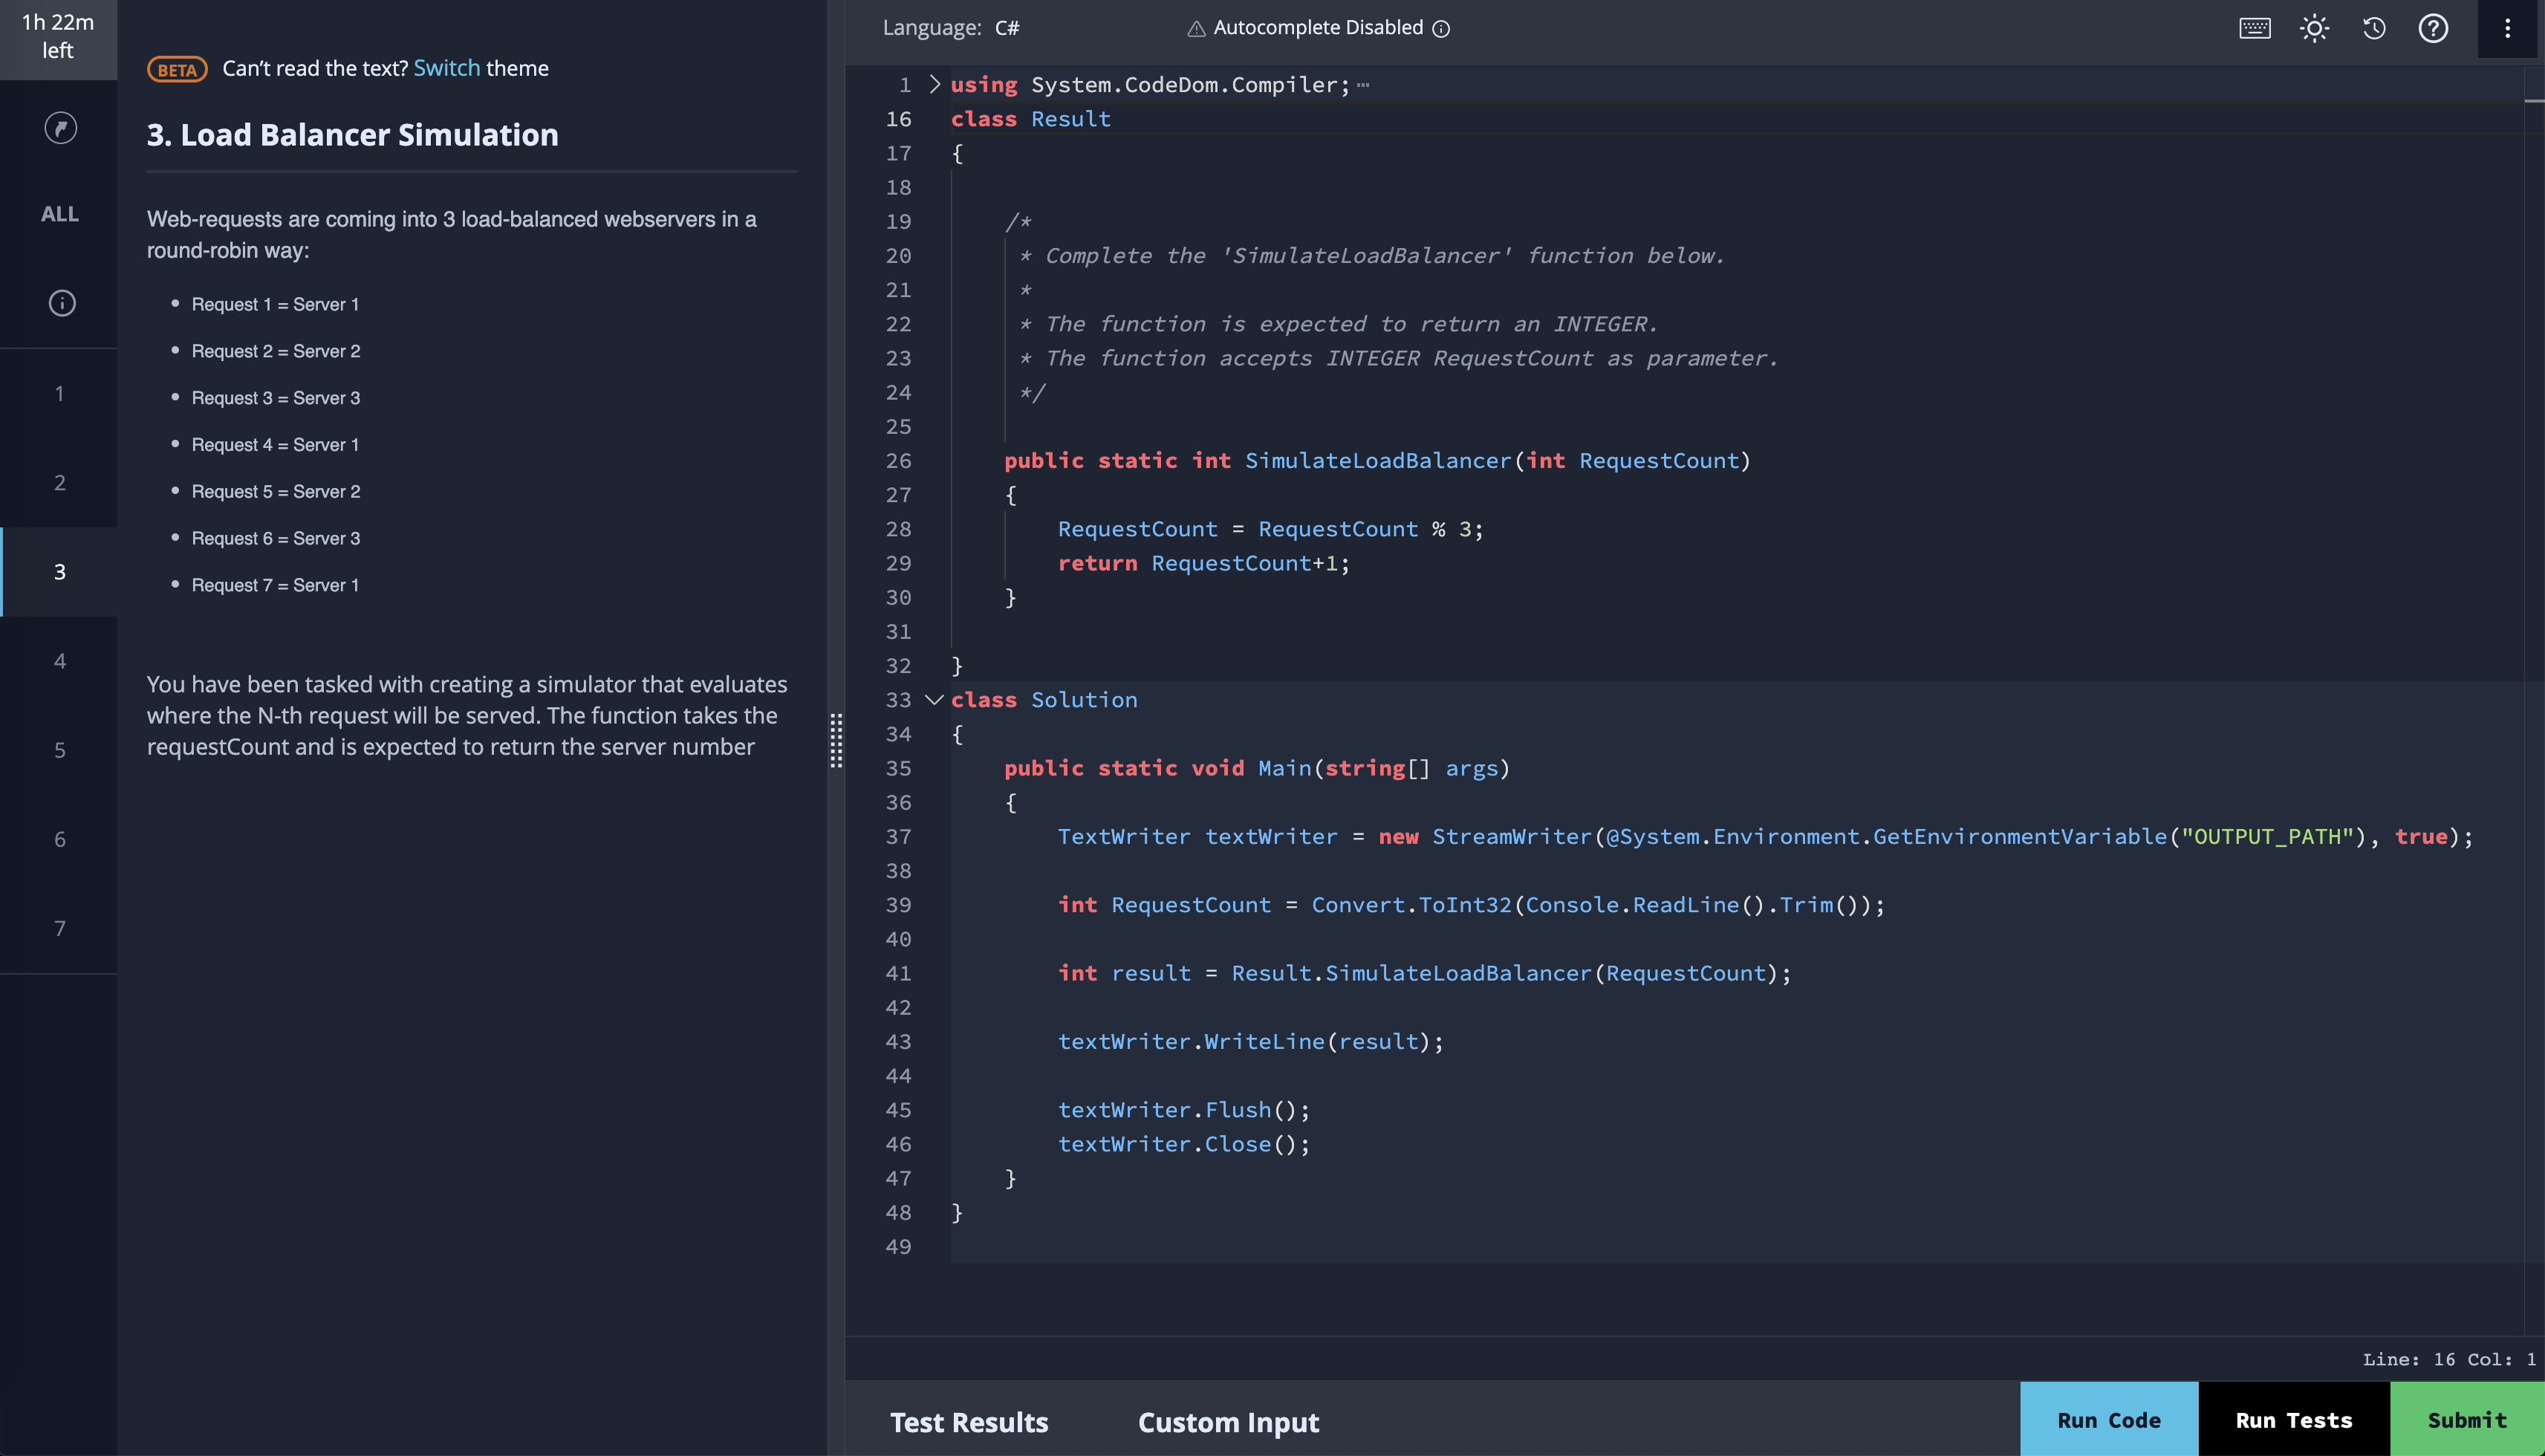 1h 22m
left
ALL
1
2
3
4
5
6
7
BETA Can't read the text? Switch theme
3. Load Balancer Simulation
Web-requests are coming into 3 load-balanced webservers in a
round-robin way:
• Request 1 = Server 1
• Request 2 = Server 2
• Request 3 = Server 3
• Request 4 = Server 1
• Request 5 = Server 2
• Request 6 = Server 3
• Request 7 = Server 1
You have been tasked with creating a simulator that evaluates
where the N-th request will be served. The function takes the
requestCount and is expected to return the server number
Language: C# Autocomplete Disabled
1 using System.CodeDom.Compiler;
16 class Result
17 {
18
19 /*
20 * Complete the 'SimulateLoadBalancer' function below.
21 *
22 * The function is expected to return an INTEGER.
23 * The function accepts INTEGER RequestCount as parameter.
24 */
25
26 public static int SimulateLoadBalancer(int RequestCount)
27 {
28 RequestCount = RequestCount % 3;
29 return RequestCount+1;
30 }
31
32 }
33 class Solution
34 {
35 public static void Main(string[] args)
36 {
37 TextWriter textWriter = new StreamWriter(@System.Environment.GetEnvironmentVariable("OUTPUT_PATH"), true);
38
39 int RequestCount = Convert.ToInt32(Console.ReadLine().Trim());
40
41 int result = Result.SimulateLoadBalancer(RequestCount);
42
43 textWriter.WriteLine(result);
44
45 textWriter.Flush();
46 textWriter.Close();
47 }
48 }
49
Line: 16 Col: 1
Test Results Custom Input Run Code Run Tests Submit